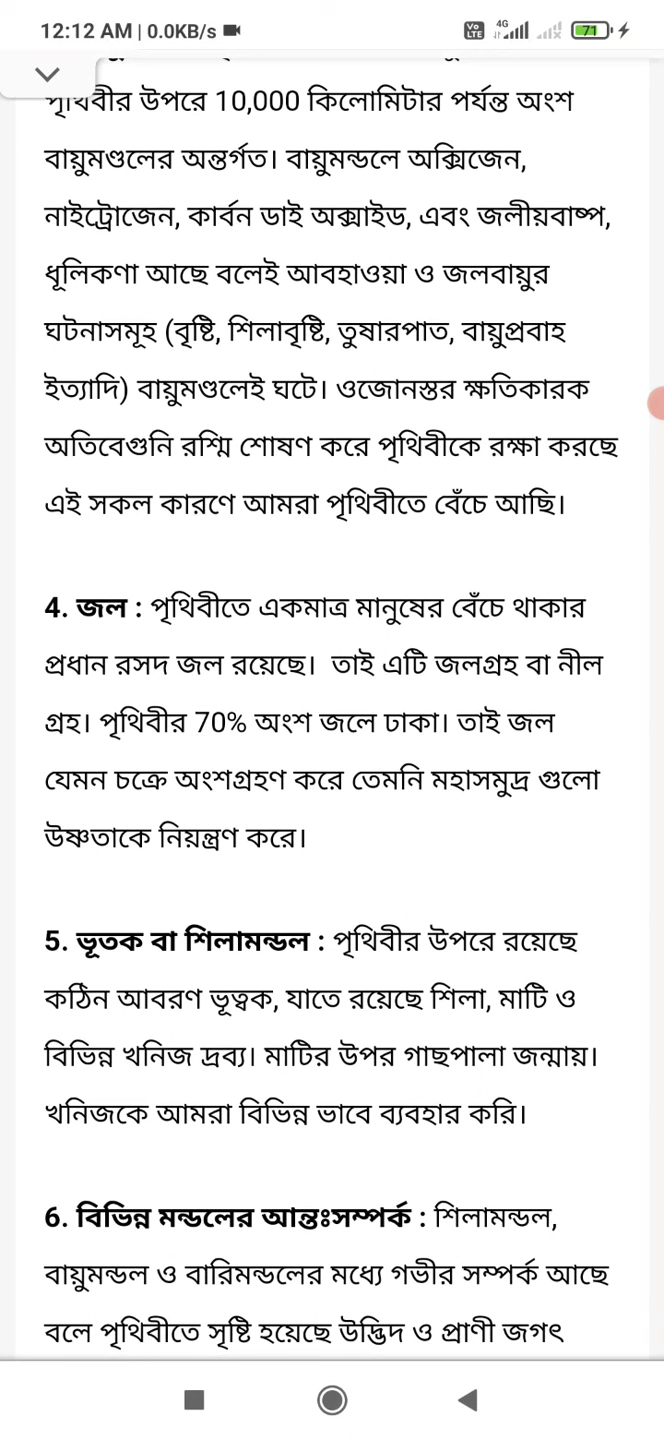 12:12 AM | 0.0KB/s
Vo LTE 4G 71
পৃথিবীর উপরে 10,000 কিলোমিটার পর্যন্ত অংশ
বায়ুমণ্ডলের অন্তর্গত। বায়ুমন্ডলে অক্সিজেন,
নাইট্রোজেন, কার্বন ডাই অক্সাইড, এবং জলীয়বাষ্প,
ধূলিকণা আছে বলেই আবহাওয়া ও জলবায়ুর
ঘটনাসমূহ (বৃষ্টি, শিলাবৃষ্টি, তুষারপাত, বায়ুপ্রবাহ
ইত্যাদি) বায়ুমণ্ডলেই ঘটে। ওজোনস্তর ক্ষতিকারক
অতিবেগুনি রশ্মি শোষণ করে পৃথিবীকে রক্ষা করছে
এই সকল কারণে আমরা পৃথিবীতে বেঁচে আছি।
4. জল : পৃথিবীতে একমাত্র মানুষের বেঁচে থাকার
প্রধান রসদ জল রয়েছে। তাই এটি জলগ্রহ বা নীল
গ্রহ। পৃথিবীর 70% অংশ জলে ঢাকা। তাই জল
যেমন চক্রে অংশগ্রহণ করে তেমনি মহাসমুদ্র গুলো
উষ্ণতাকে নিয়ন্ত্রণ করে।
5. ভূতক বা শিলামন্ডল : পৃথিবীর উপরে রয়েছে
কঠিন আবরণ ভূত্বক, যাতে রয়েছে শিলা, মাটি ও
বিভিন্ন খনিজ দ্রব্য। মাটির উপর গাছপালা জন্মায়।
খনিজকে আমরা বিভিন্ন ভাবে ব্যবহার করি।
6. বিভিন্ন মন্ডলের আন্তঃসম্পর্ক : শিলামন্ডল,
বায়ুমন্ডল ও বারিমন্ডলের মধ্যে গভীর সম্পর্ক আছে
বলে পৃথিবীতে সৃষ্টি হয়েছে উদ্ভিদ ও প্রাণী জগৎ